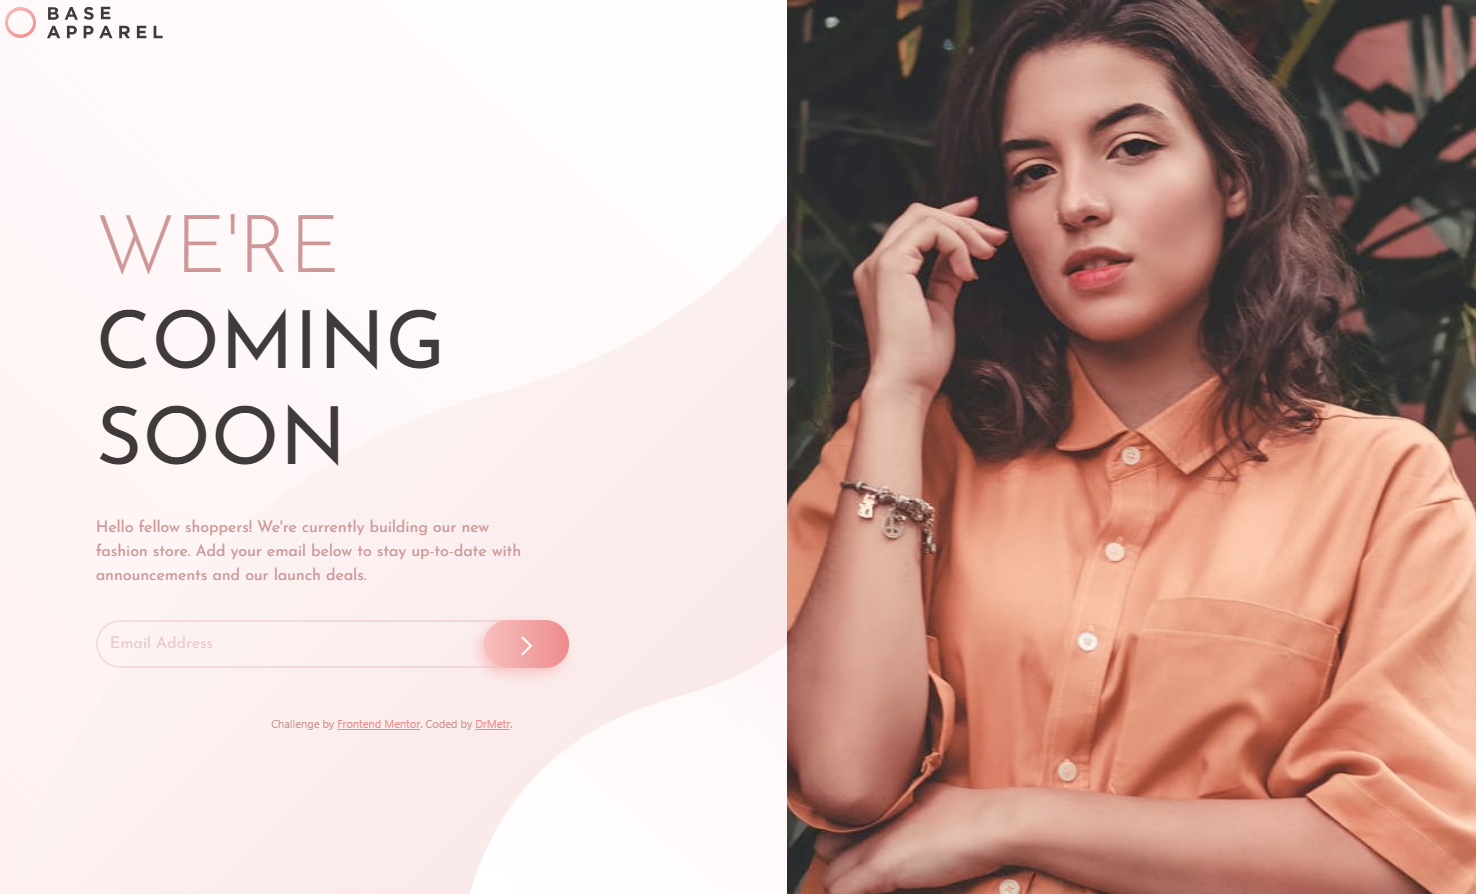 BASE
APPAREL
WE'RE
COMING
SOON
Hello fellow shoppers! We're currently building our new
fashion store. Add your email below to stay up-to-date with
announcements and our launch deals.
Email Address
Challenge by Frontend Mentor. Coded by DrMetr.